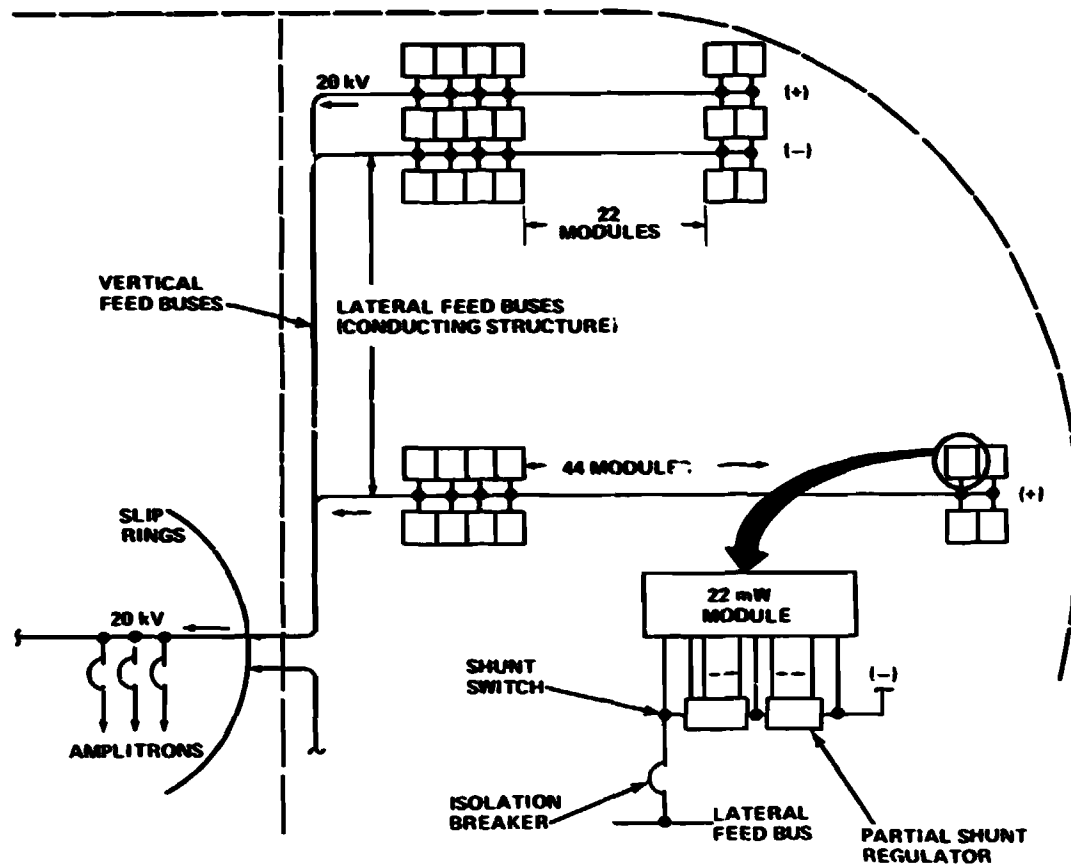 20 kV
(+)
(-)
22
MODULES
VERTICAL
FEED BUSES
LATERAL FEED BUSES
(CONDUCTING STRUCTURE)
44 MODULES
(+)
SLIP
RINGS
20 kV
22 mW
MODULE
SHUNT
SWITCH
(-)
AMPLITRONS
ISOLATION
BREAKER
LATERAL
FEED BUS
PARTIAL SHUNT
REGULATOR